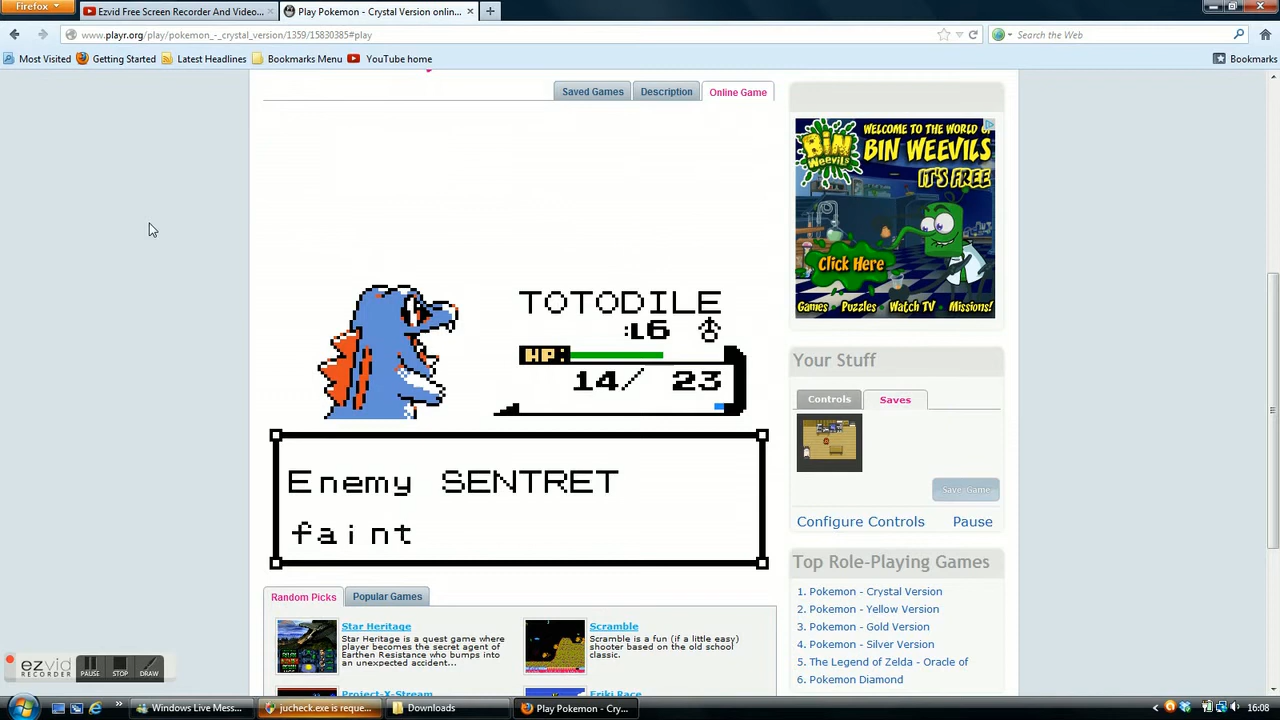 Firefox
Ezvid Free Screen Recorder And Video...
Play Pokemon - Crystal Version onlin...
www.playr.org/play/pokemon_-_crystal_version/1359/15830385#play
Search the Web
Most Visited
Getting Started
Latest Headlines
Bookmarks Menu
YouTube home
Bookmarks
Saved Games
Description
Online Game
WELCOME TO THE WORLD OF
BIN WEEVILS
BIN WEEVILS
IT'S FREE
Click Here
Games Puzzles Watch TV Missions!
TOTODILE
:L6 ♂
HP:
14/ 23
Your Stuff
Controls
Saves
Save Game
Configure Controls
Pause
Enemy SENTRET
faint
Top Role-Playing Games
1. Pokemon - Crystal Version
2. Pokemon - Yellow Version
3. Pokemon - Gold Version
4. Pokemon - Silver Version
5. The Legend of Zelda - Oracle of
6. Pokemon Diamond
Random Picks
Popular Games
Star Heritage
Star Heritage is a quest game where
player becomes the secret agent of
Earthen Resistance who bumps into
an unexpected accident...
Scramble
Scramble is a fun (if a little easy)
shooter based on the old school
classic.
Project-X-Stream
Eriki Race
ezvid
RECORDER
PAUSE
STOP
DRAW
Windows Live Mess...
jucheck.exe is reque...
Downloads
Play Pokemon - Cry...
16:08